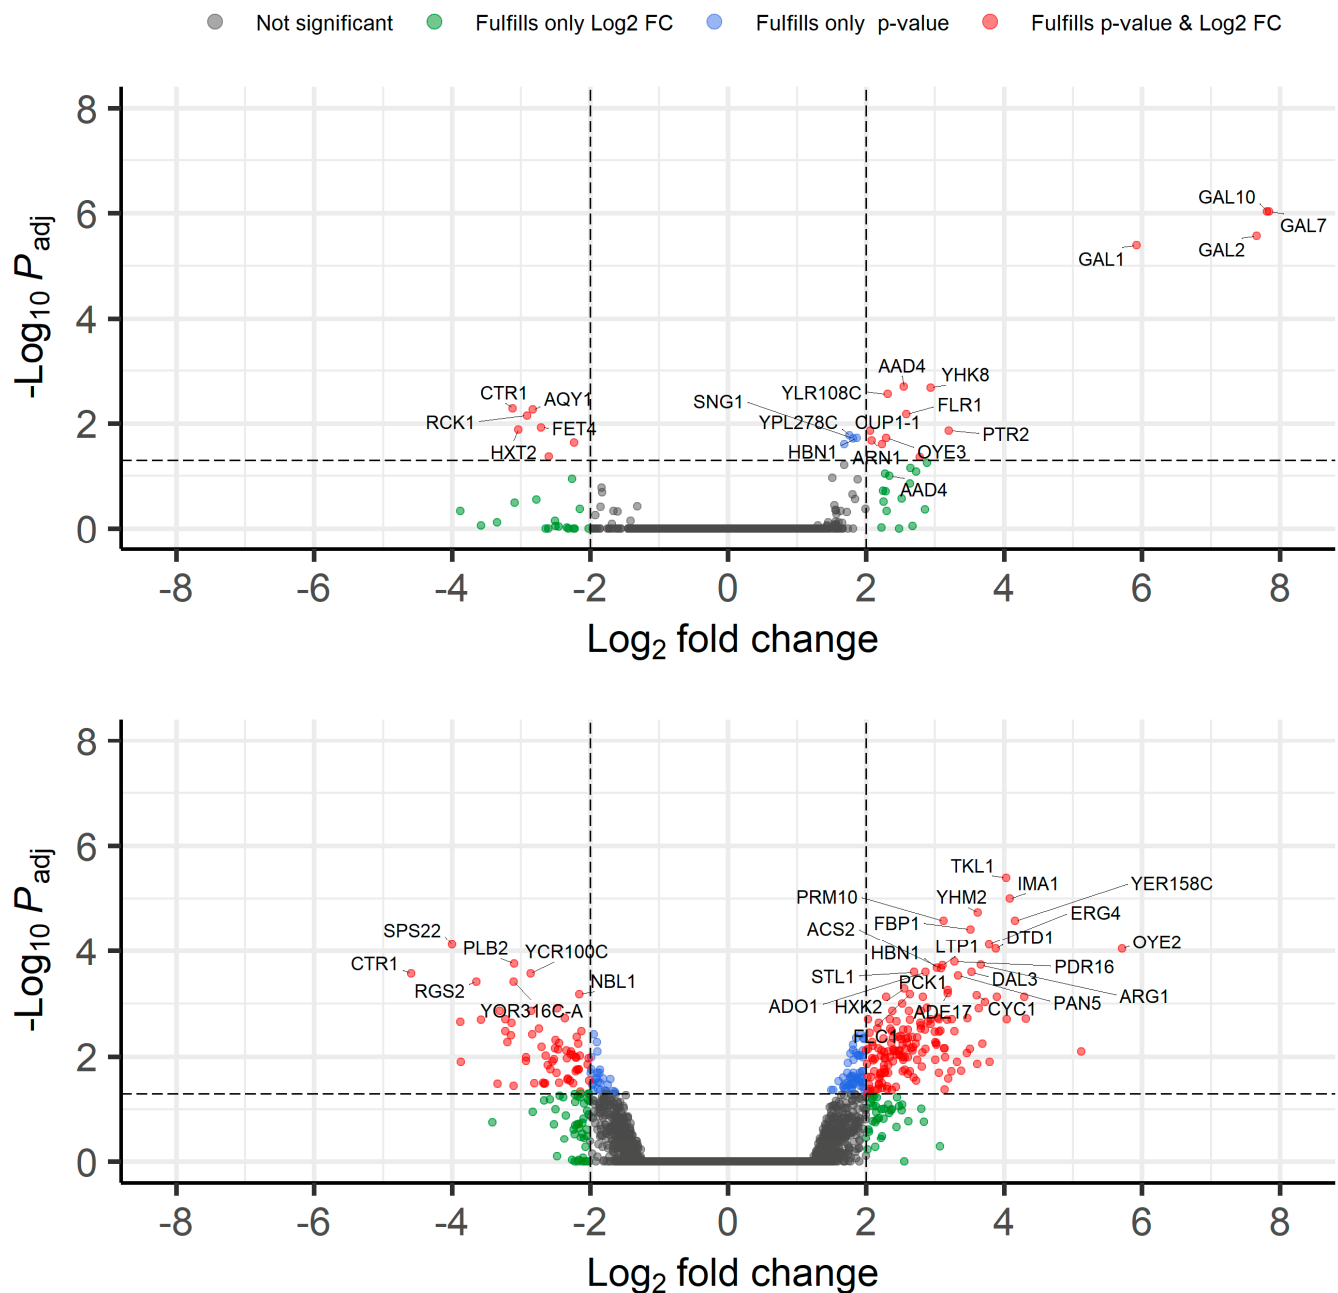 Not significant Fulfills only Log2 FC Fulfills only p-value Fulfills p-value & Log2 FC
8
6
4
2
0
-Log10 Padj
GAL10
GAL7
GAL2
GAL1
AAD4
YHK8
YLR108C
CTR1
AQY1
SNG1
FLR1
RCK1
FET4
YPL278C
CUP1-1
PTR2
HXT2
HBN1
ARN1
OYE3
AAD4
-8 -6 -4 -2 0 2 4 6 8
Log2 fold change
8
6
4
2
0
-Log10 Padj
TKL1
IMA1
YER158C
PRM10
YHM2
ERG4
SPS22
ACS2
FBP1
DTD1
OYE2
PLB2
YCR100C
HBN1
LTP1
CTR1
PDR16
STL1
DAL3
RGS2
NBL1
PCK1
ARG1
PAN5
YOR316C-A
ADO1
HXK2
ADE17
CYC1
FLC1
-8 -6 -4 -2 0 2 4 6 8
Log2 fold change